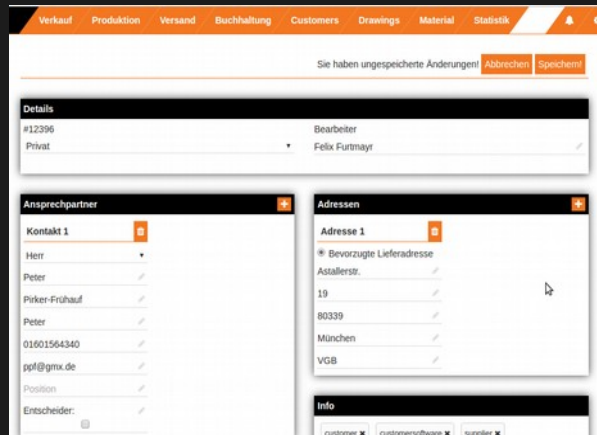 Verkauf Produktion Versand Buchhaltung Customers Drawings Material Statistik
Sie haben ungespeicherte Änderungen! Abbrechen Speichern!
Details
#12396
Bearbeiter
Privat
Felix Furtmayr
Ansprechpartner
Kontakt 1
Herr
Peter
Pirker-Frühauf
Peter
01601564340
ppf@gmx.de
Position
Entscheider:
Adressen
Adresse 1
Bevorzugte Lieferadresse
Astallerstr.
19
80339
München
VGB
Info
customer customersoftware supplier